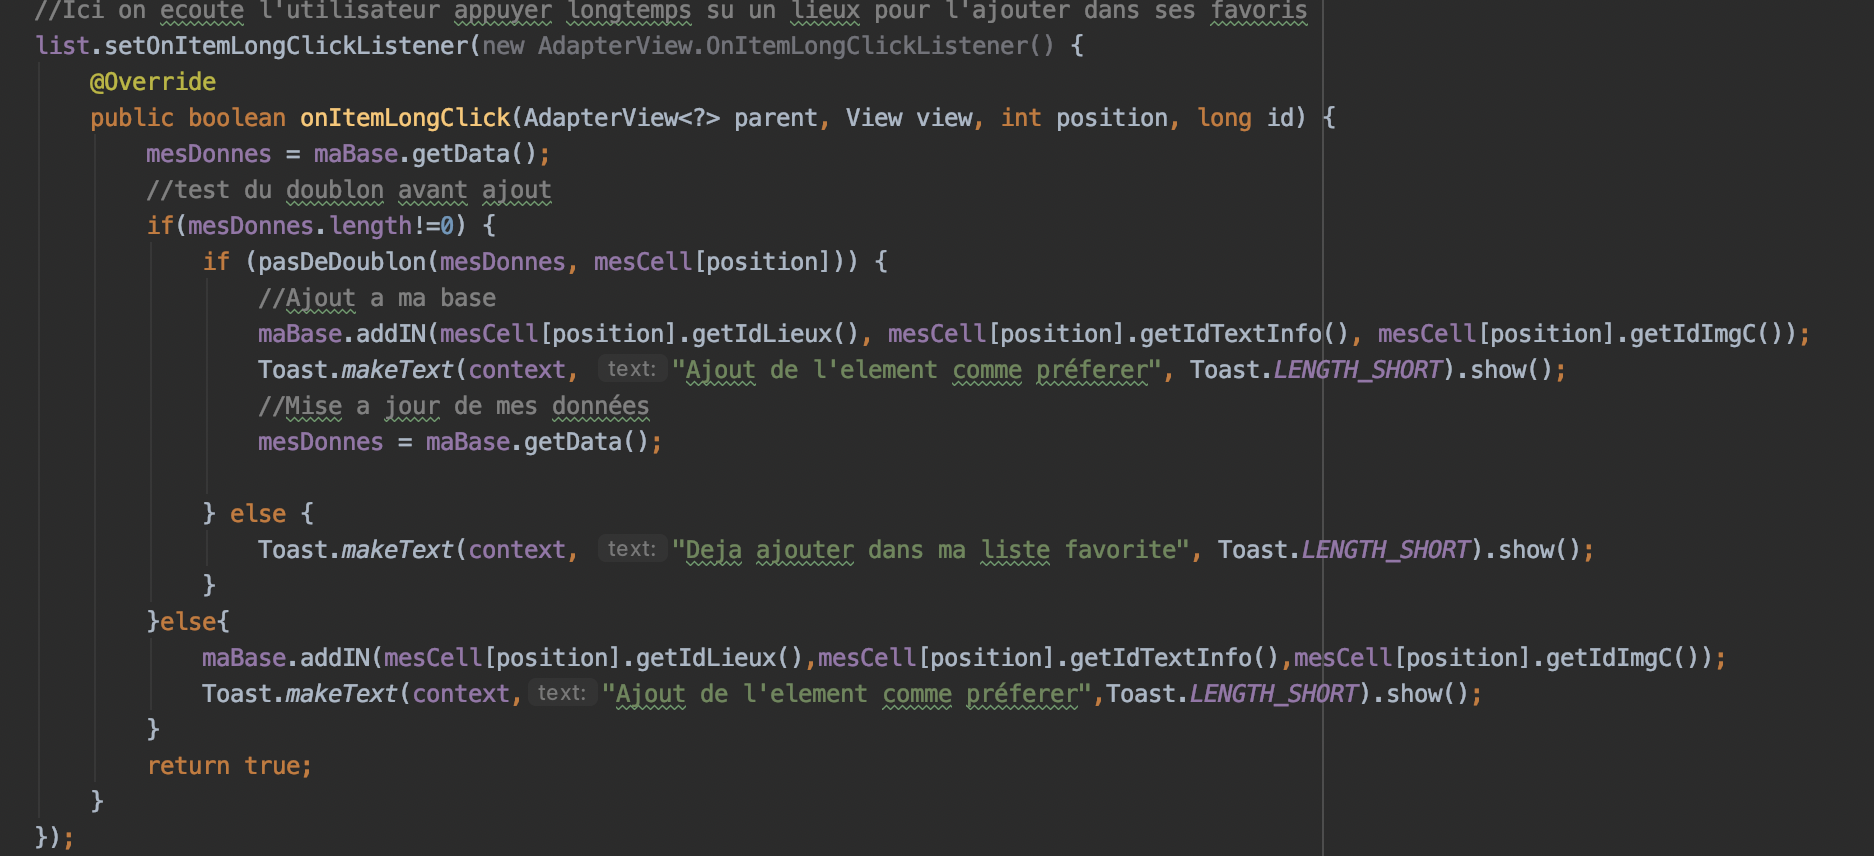 //Ici on ecoute l'utilisateur appuyer longtemps su un lieux pour l'ajouter dans ses favoris
list.setOnItemLongClickListener(new AdapterView.OnItemLongClickListener() {
@Override
public boolean onItemLongClick(AdapterView<?> parent, View view, int position, long id) {
mesDonnes = maBase.getData();
//test du doublon avant ajout
if(mesDonnes.length!=0) {
if (pasDeDoublon(mesDonnes, mesCell[position])) {
//Ajout a ma base
maBase.addIN(mesCell[position].getIdLieux(), mesCell[position].getIdTextInfo(), mesCell[position].getIdImgC());
Toast.makeText(context, text: "Ajout de l'element comme préferer", Toast.LENGTH_SHORT).show();
//Mise a jour de mes données
mesDonnes = maBase.getData();
} else {
Toast.makeText(context, text: "Deja ajouter dans ma liste favorite", Toast.LENGTH_SHORT).show();
}
}else{
maBase.addIN(mesCell[position].getIdLieux(),mesCell[position].getIdTextInfo(),mesCell[position].getIdImgC());
Toast.makeText(context, text: "Ajout de l'element comme préferer",Toast.LENGTH_SHORT).show();
}
return true;
}
});